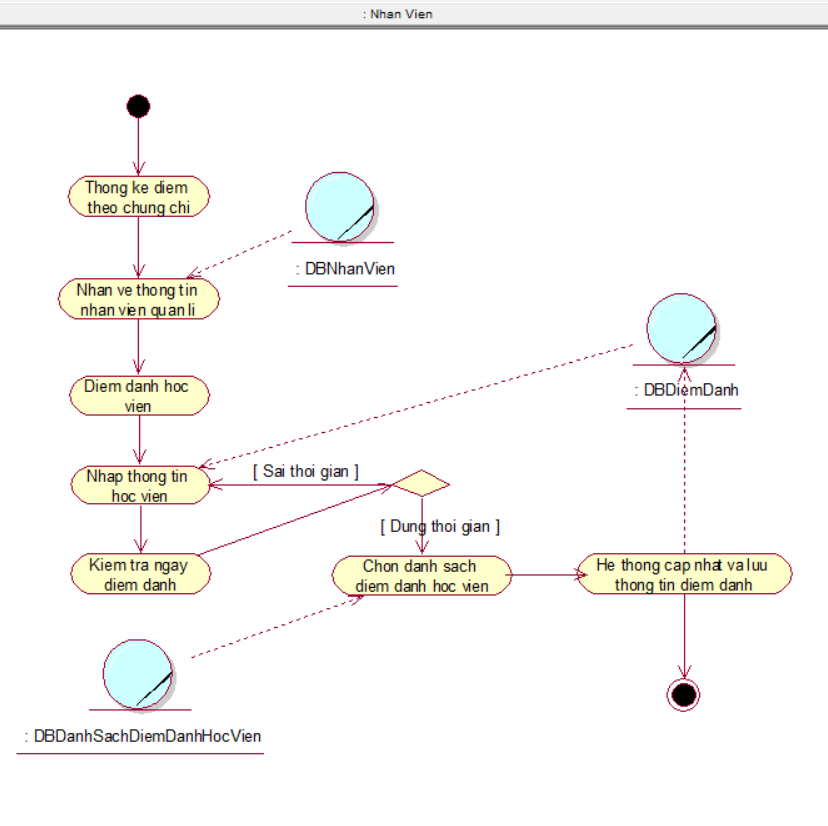 : Nhan Vien
Thong ke diem
theo chung chi
: DBNhanVien
Nhan ve thong tin
nhan vien quan li
Diem danh hoc
vien
: DBDiemDanh
Nhap thong tin
hoc vien
[ Sai thoi gian ]
[ Dung thoi gian ]
Kiem tra ngay
diem danh
Chon danh sach
diem danh hoc vien
He thong cap nhat va luu
thong tin diem danh
: DBDanhSachDiemDanhHocVien